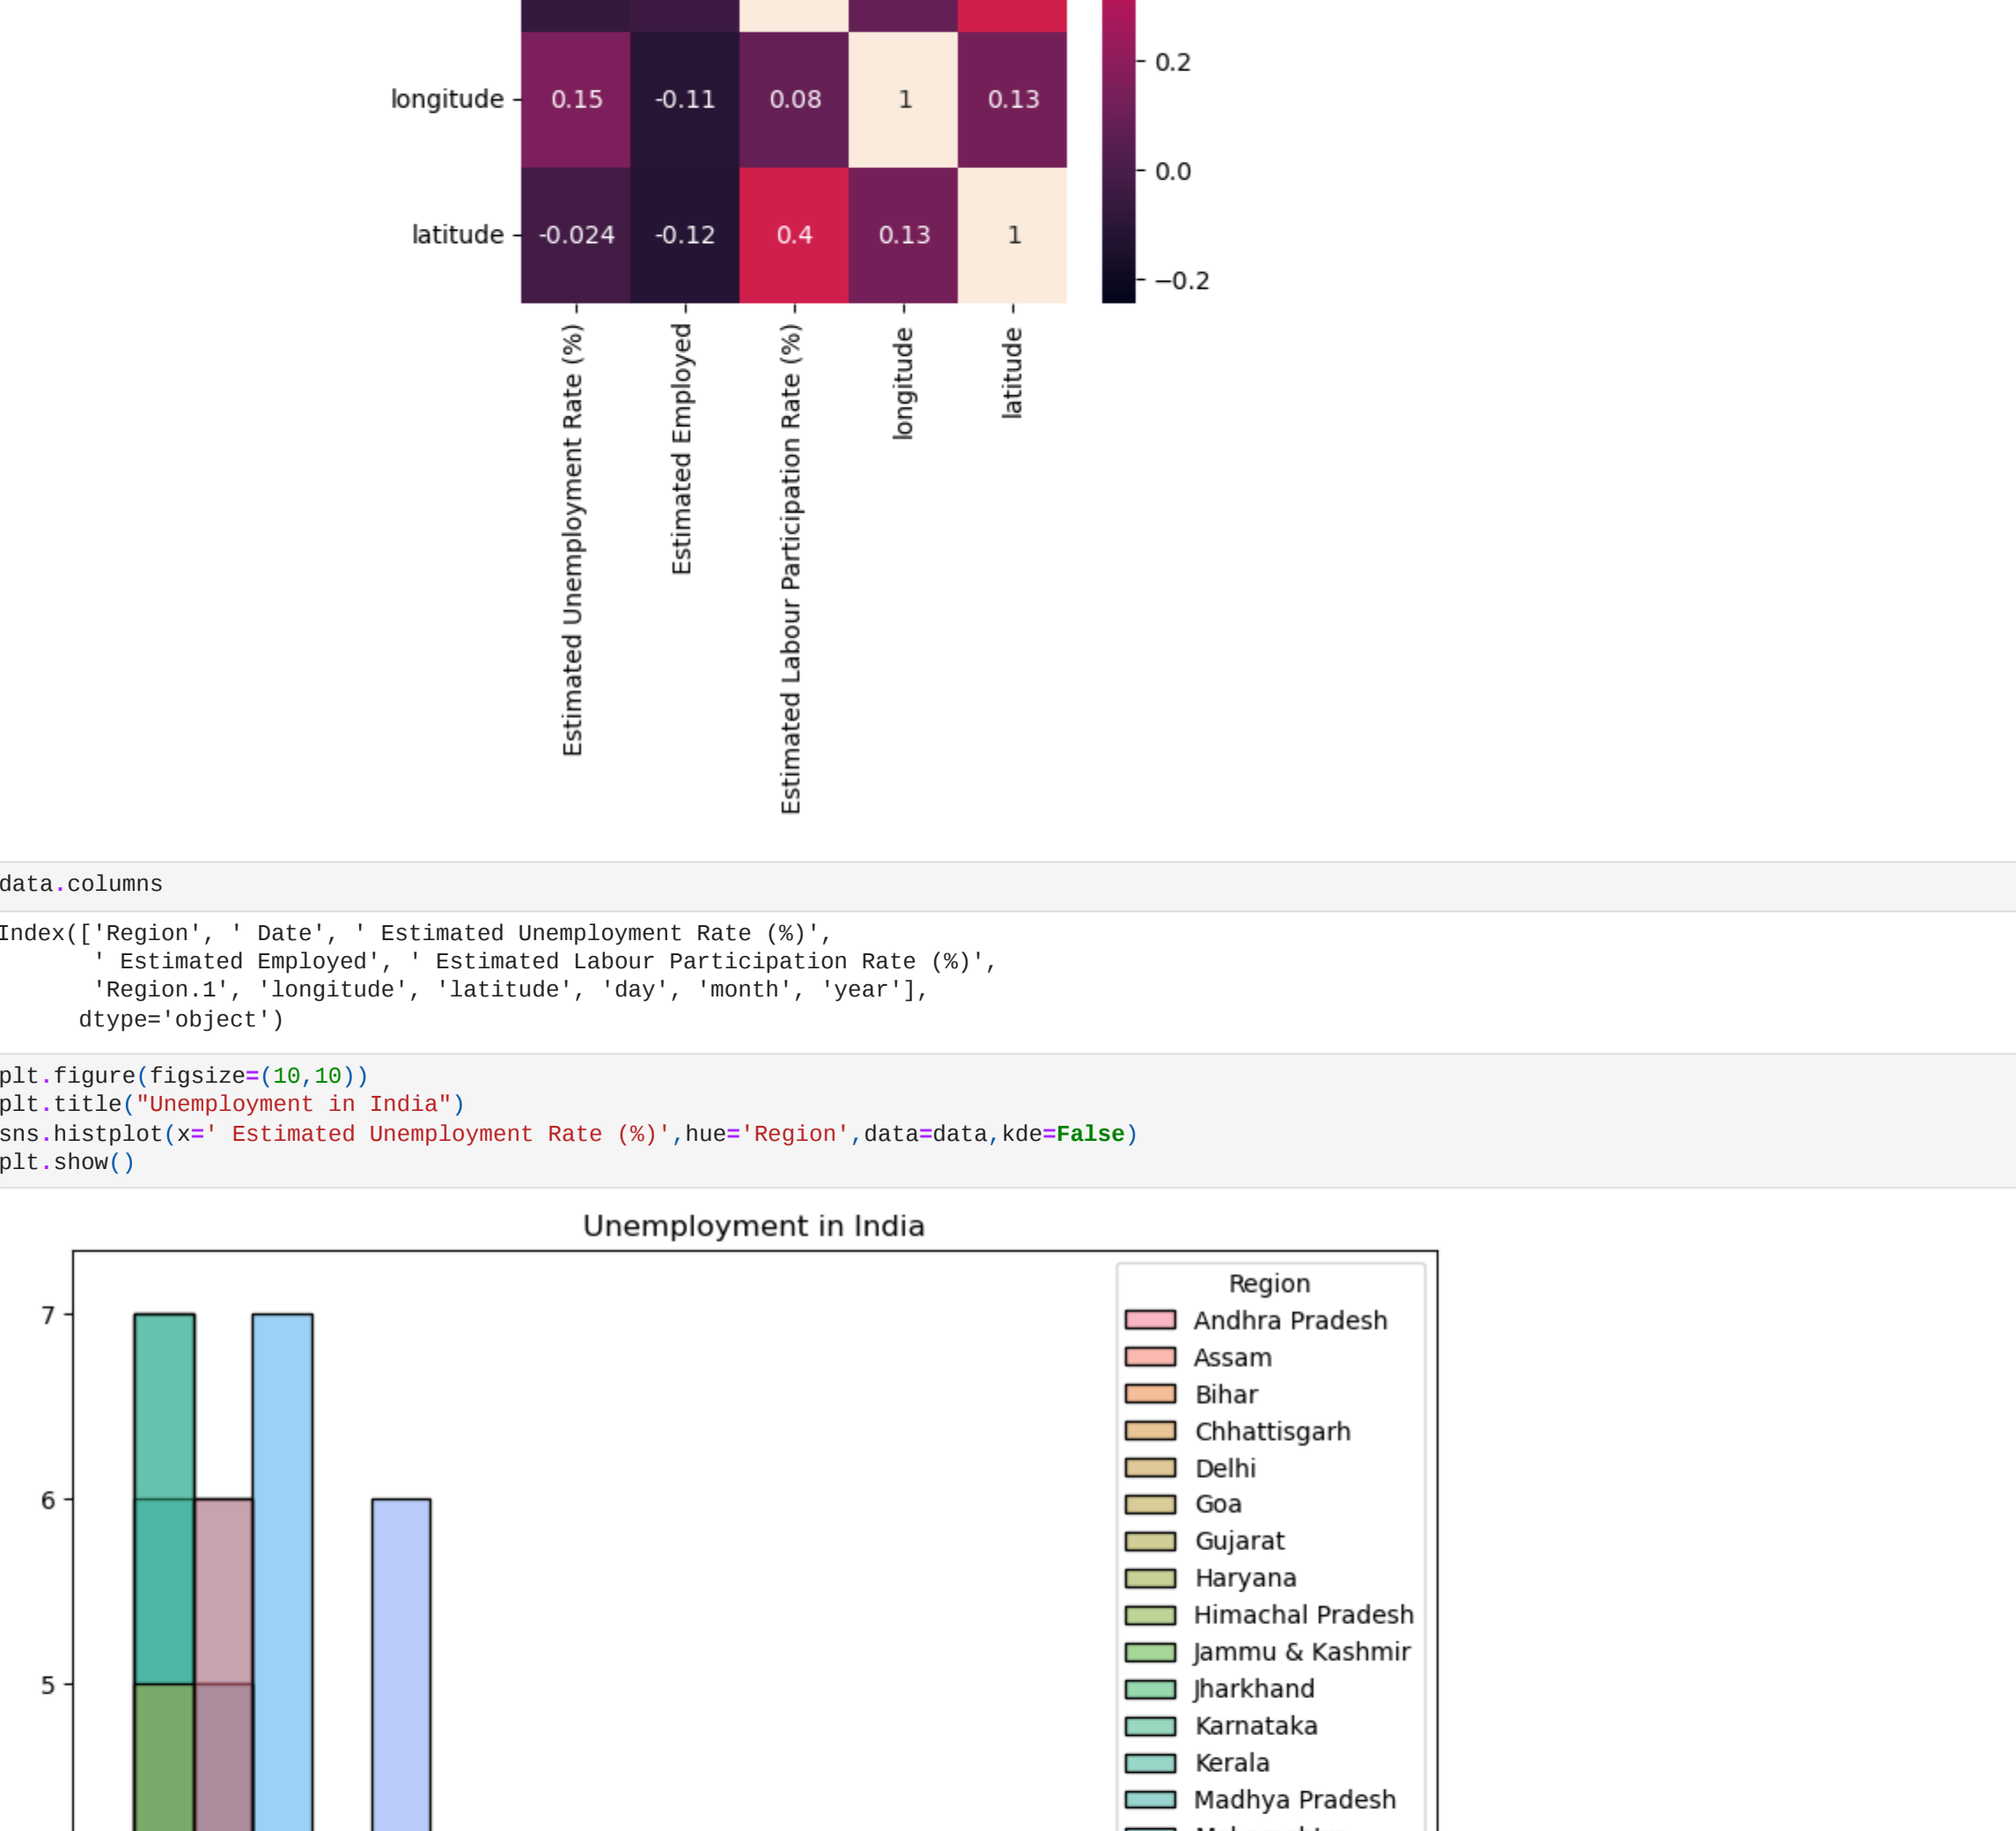 0.2
longitude 0.15 -0.11 0.08 1 0.13
0.0
latitude -0.024 -0.12 0.4 0.13 1
−0.2
Estimated Unemployment Rate (%)
Estimated Employed
Estimated Labour Participation Rate (%)
longitude
latitude
data.columns
Index(['Region', ' Date', ' Estimated Unemployment Rate (%)',
' Estimated Employed', ' Estimated Labour Participation Rate (%)',
'Region.1', 'longitude', 'latitude', 'day', 'month', 'year'],
dtype='object')
plt.figure(figsize=(10,10))
plt.title("Unemployment in India")
sns.histplot(x=' Estimated Unemployment Rate (%)',hue='Region',data=data,kde=False)
plt.show()
Unemployment in India
7
6
5
Region
Andhra Pradesh
Assam
Bihar
Chhattisgarh
Delhi
Goa
Gujarat
Haryana
Himachal Pradesh
Jammu & Kashmir
Jharkhand
Karnataka
Kerala
Madhya Pradesh